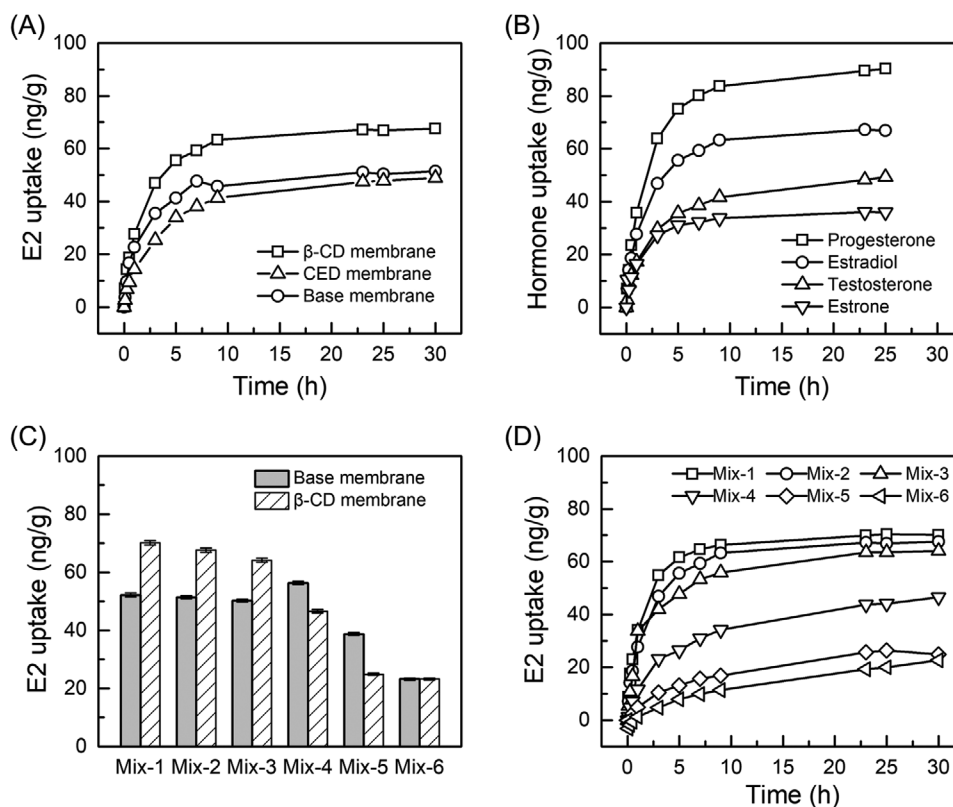 (A)
100
80
60
40
20
0
E2 uptake (ng/g)
β-CD membrane
CED membrane
Base membrane
0 5 10 15 20 25 30
Time (h)
(B)
100
80
60
40
20
0
Hormone uptake (ng/g)
Progesterone
Estradiol
Testosterone
Estrone
0 5 10 15 20 25 30
Time (h)
(C)
100
80
60
40
20
0
E2 uptake (ng/g)
Base membrane
β-CD membrane
Mix-1 Mix-2 Mix-3 Mix-4 Mix-5 Mix-6
(D)
100
80
60
40
20
0
E2 uptake (ng/g)
Mix-1 Mix-2 Mix-3
Mix-4 Mix-5 Mix-6
0 5 10 15 20 25 30
Time (h)